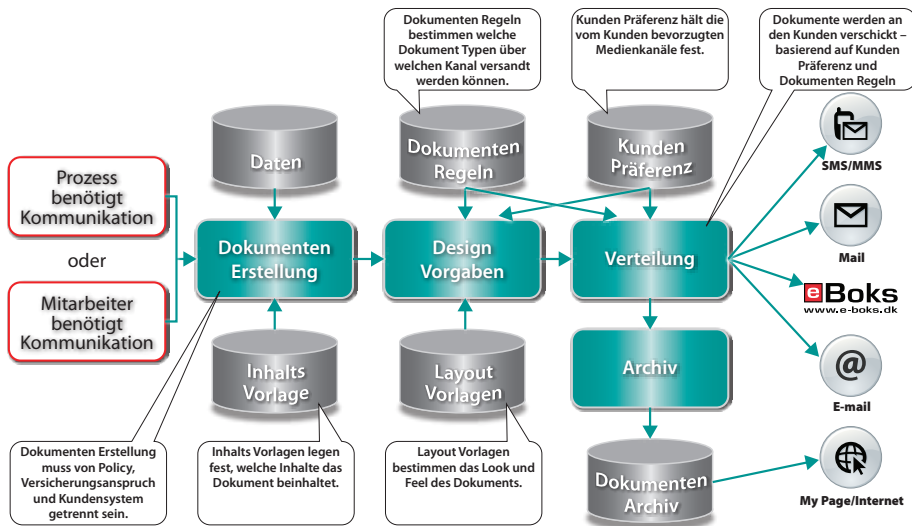 Dokumenten Regeln
bestimmen welche
Dokument Typen über
welchen Kanal versandt
werden können.
Kunden Präferenz hält die
vom Kunden bevorzugten
Medienkanäle fest.
Dokumente werden an
den Kunden verschickt –
basierend auf Kunden
Präferenz und
Dokumenten Regeln
Daten
Dokumenten
Regeln
Kunden
Präferenz
SMS/MMS
Prozess
benötigt
Kommunikation
oder
Mitarbeiter
benötigt
Kommunikation
Dokumenten
Erstellung
Design
Vorgaben
Verteilung
Mail
eBoks
www.e-boks.dk
Inhalts
Vorlage
Layout
Vorlagen
Archiv
@
E-mail
Dokumenten Erstellung
muss von Policy,
Versicherungsanspruch
und Kundensystem
getrennt sein.
Inhalts Vorlagen legen
fest, welche Inhalte das
Dokument beinhaltet.
Layout Vorlagen
bestimmen das Look und
Feel des Dokuments.
Dokumenten
Archiv
My Page/Internet